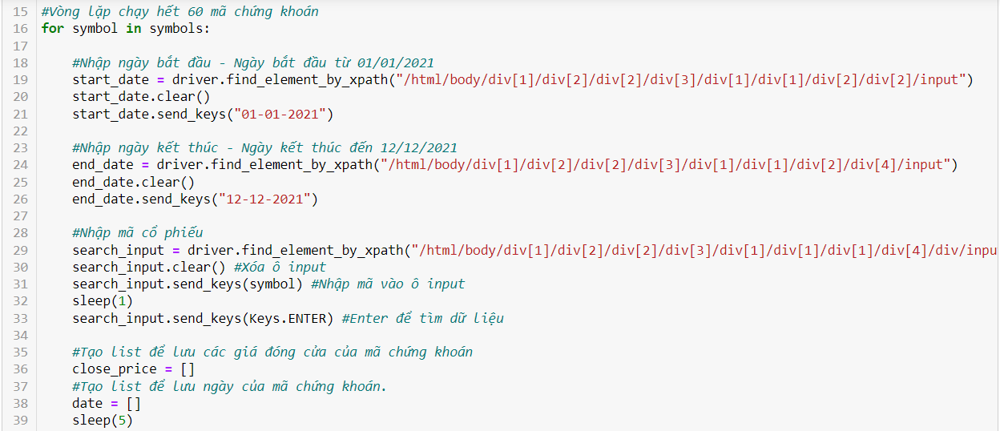 15 #Vòng lặp chạy hết 60 mã chứng khoán
16 for symbol in symbols:
17
18 #Nhập ngày bắt đầu - Ngày bắt đầu từ 01/01/2021
19 start_date = driver.find_element_by_xpath("/html/body/div[1]/div[2]/div[2]/div[3]/div[1]/div[1]/div[2]/div[2]/input")
20 start_date.clear()
21 start_date.send_keys("01-01-2021")
22
23 #Nhập ngày kết thúc - Ngày kết thúc đến 12/12/2021
24 end_date = driver.find_element_by_xpath("/html/body/div[1]/div[2]/div[2]/div[3]/div[1]/div[1]/div[2]/div[4]/input")
25 end_date.clear()
26 end_date.send_keys("12-12-2021")
27
28 #Nhập mã cổ phiếu
29 search_input = driver.find_element_by_xpath("/html/body/div[1]/div[2]/div[2]/div[3]/div[1]/div[1]/div[1]/div[4]/div/inpu
30 search_input.clear() #Xóa ô input
31 search_input.send_keys(symbol) #Nhập mã vào ô input
32 sleep(1)
33 search_input.send_keys(Keys.ENTER) #Enter để tìm dữ liệu
34
35 #Tạo list để lưu các giá đóng cửa của mã chứng khoán
36 close_price = []
37 #Tạo list để lưu ngày của mã chứng khoán.
38 date = []
39 sleep(5)